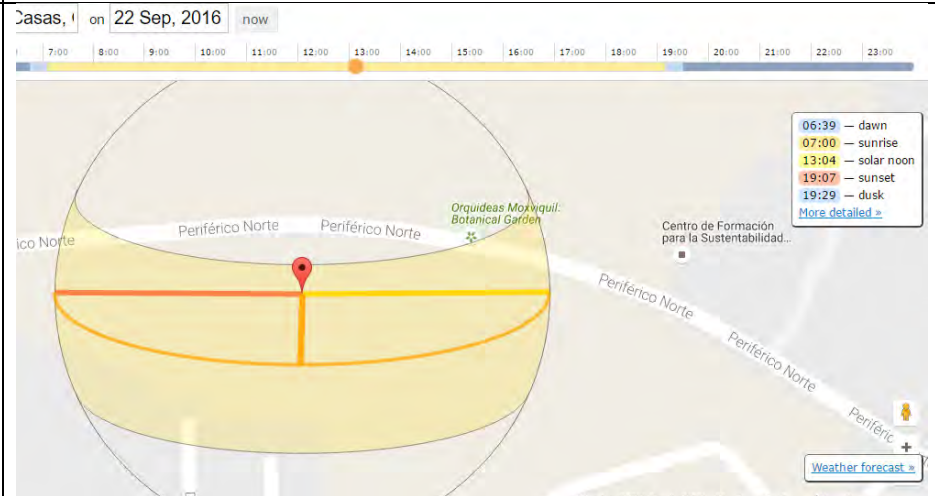 Casas, on 22 Sep, 2016 now
7:00 8:00 9:00 10:00 11:00 12:00 13:00 14:00 15:00 16:00 17:00 18:00 19:00 20:00 21:00 22:00 23:00
06:39 — dawn
07:00 — sunrise
13:04 — solar noon
19:07 — sunset
19:29 — dusk
More detailed »
Orquideas Moxviquil:
Botanical Garden
Centro de Formación
para la Sustentabilidad...
ico Norte
Periférico Norte
Periférico Norte
Periférico Norte
Periférico Norte
Periféric
+
Weather forecast »